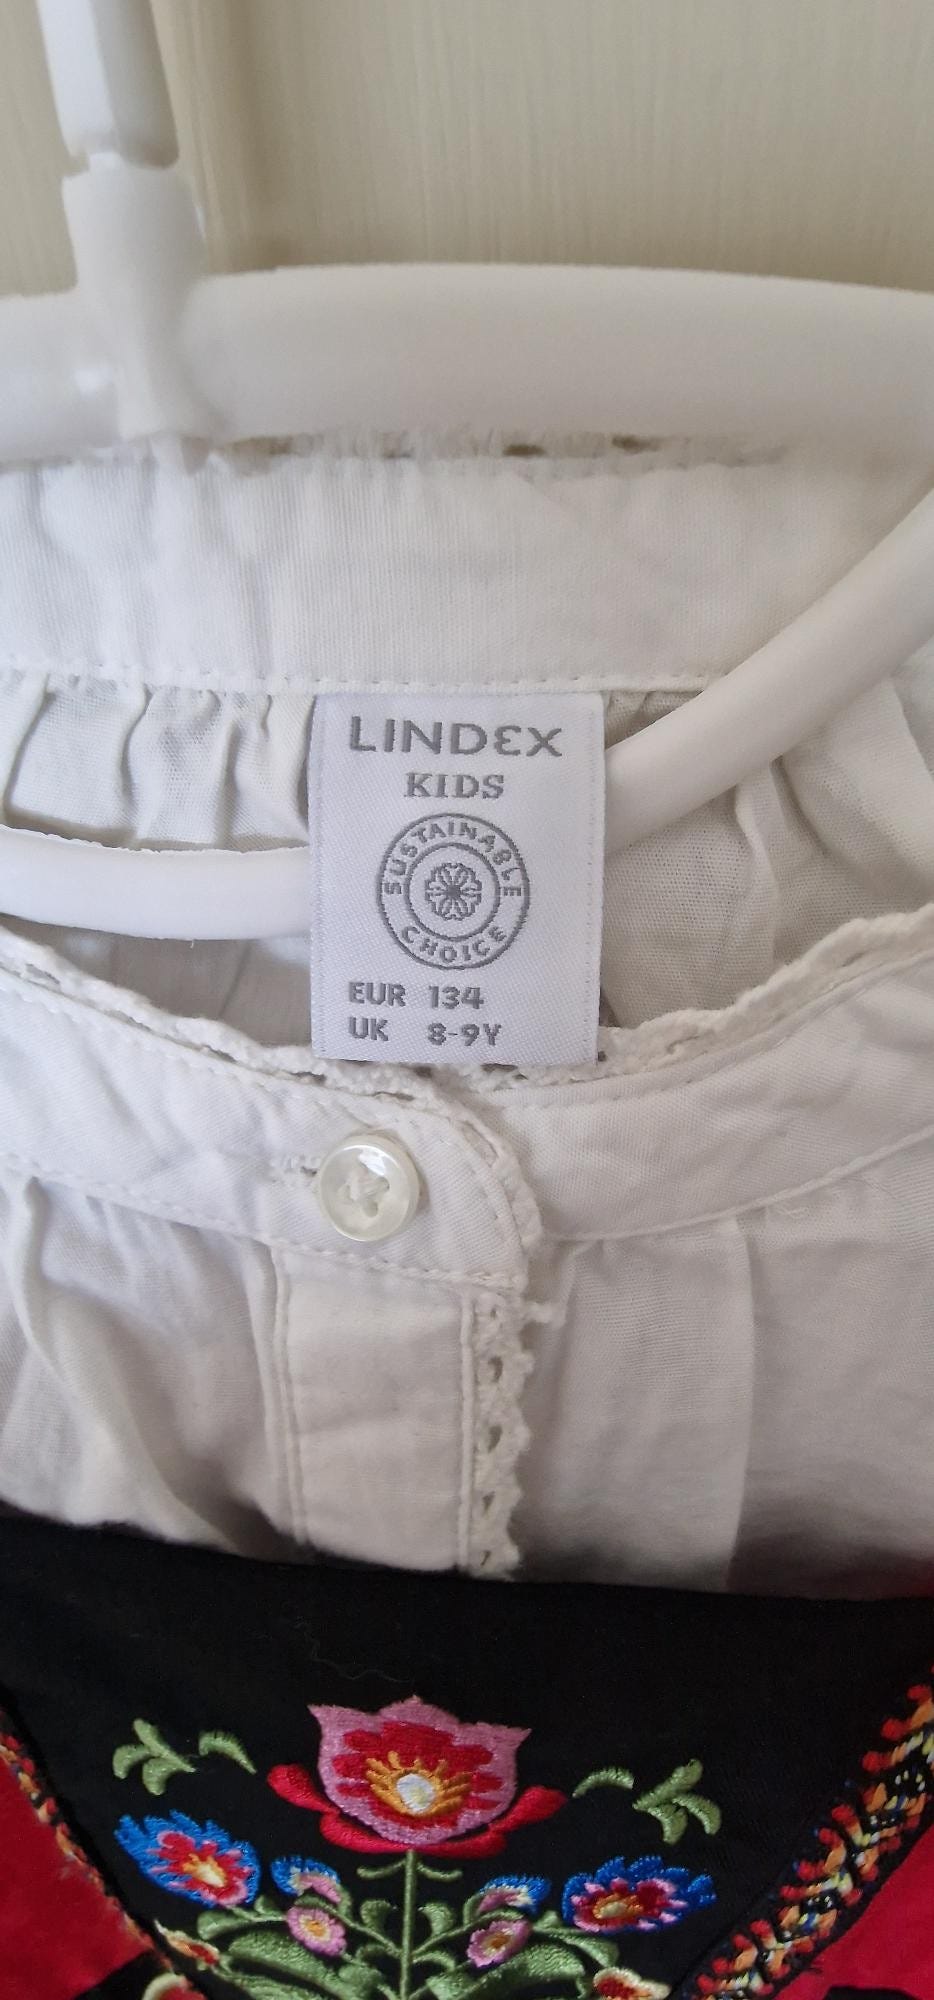 LINDEX
KIDS
SUSTAINABLE
CHOICE
EUR 134
UK 8-9Y